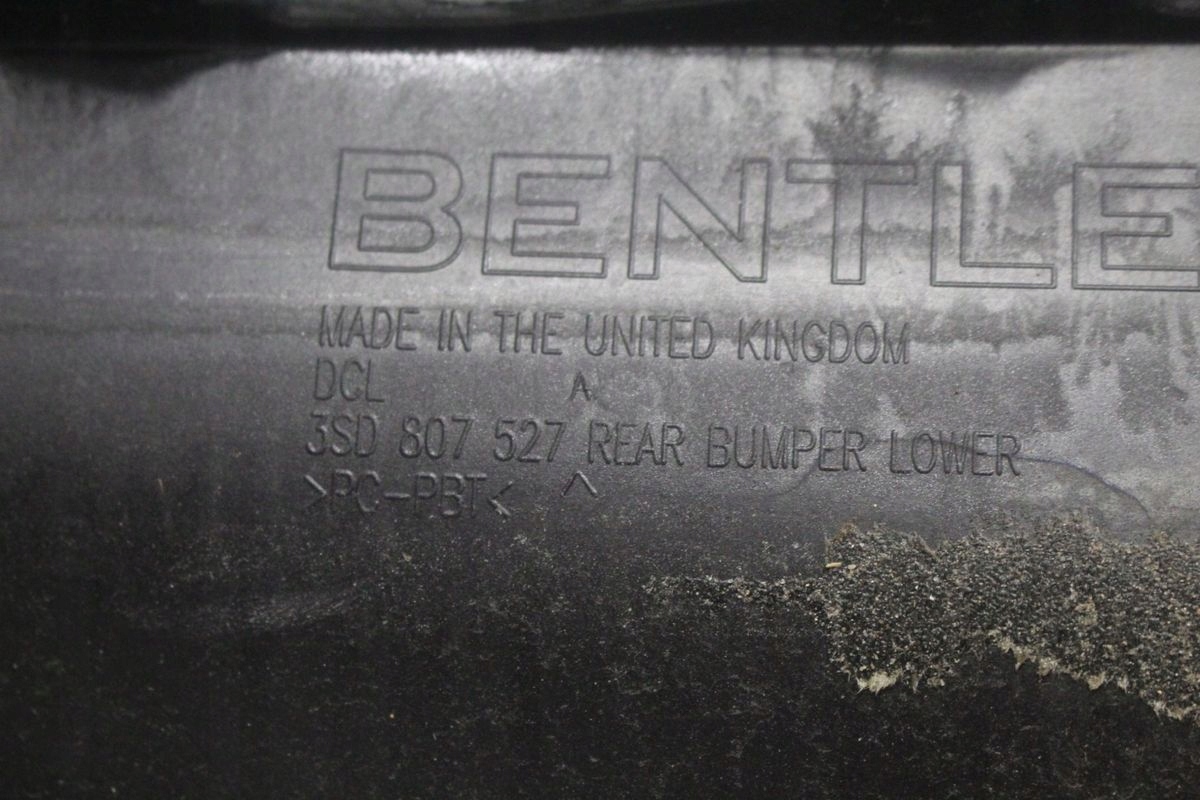 BENTLE
MADE IN THE UNITED KINGDOM
DCL
3SD 807 527 REAR BUMPER LOWER
>PC-PBT<